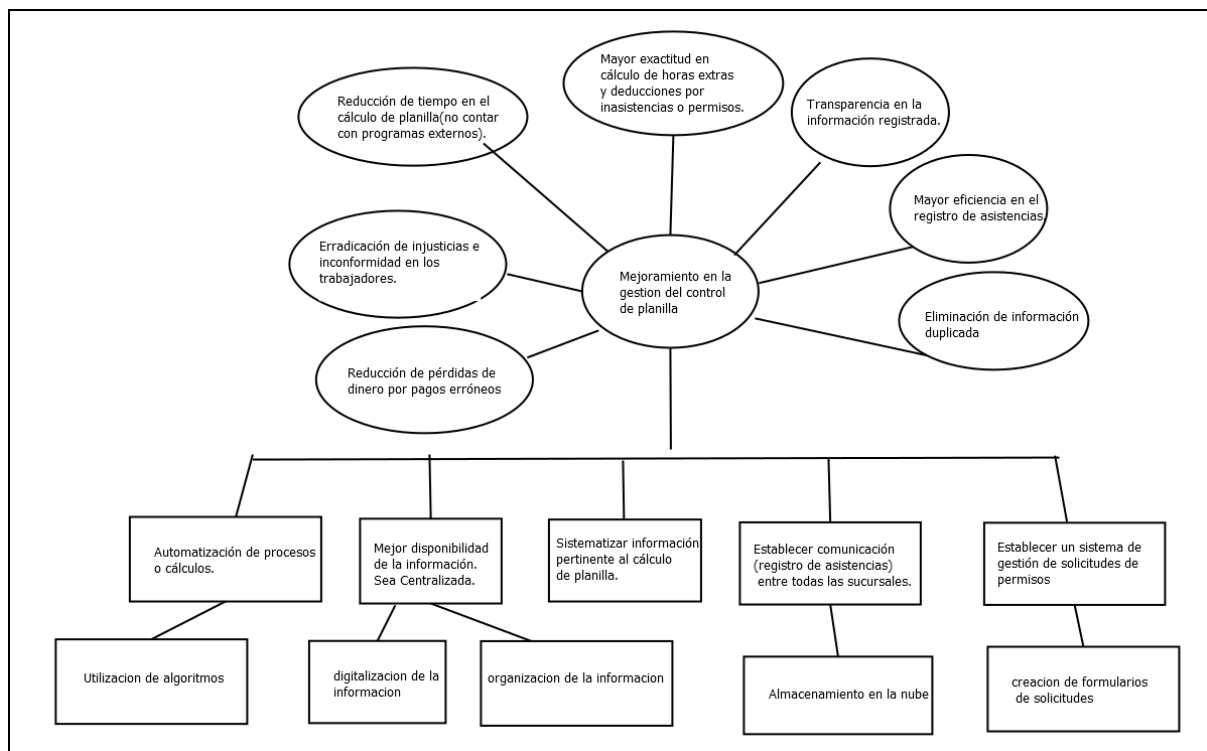 Mayor exactitud en
cálculo de horas extras
y deducciones por
inasistencias o permisos.
Reducción de tiempo en el
cálculo de planilla(no contar
con programas externos).
Transparencia en la
información registrada.
Mayor eficiencia en el
registro de asistencias.
Erradicación de injusticias e
inconformidad en los
trabajadores.
Mejoramiento en la
gestion del control
de planilla
Eliminación de información
duplicada
Reducción de pérdidas de
dinero por pagos erróneos
Automatización de procesos
o cálculos.
Mejor disponibilidad
de la información.
Sea Centralizada.
Sistematizar información
pertinente al cálculo
de planilla.
Establecer comunicación
(registro de asistencias)
entre todas las sucursales.
Establecer un sistema de
gestión de solicitudes de
permisos
Utilizacion de algoritmos
digitalizacion de la
informacion
organizacion de la informacion
Almacenamiento en la nube
creacion de formularios
de solicitudes